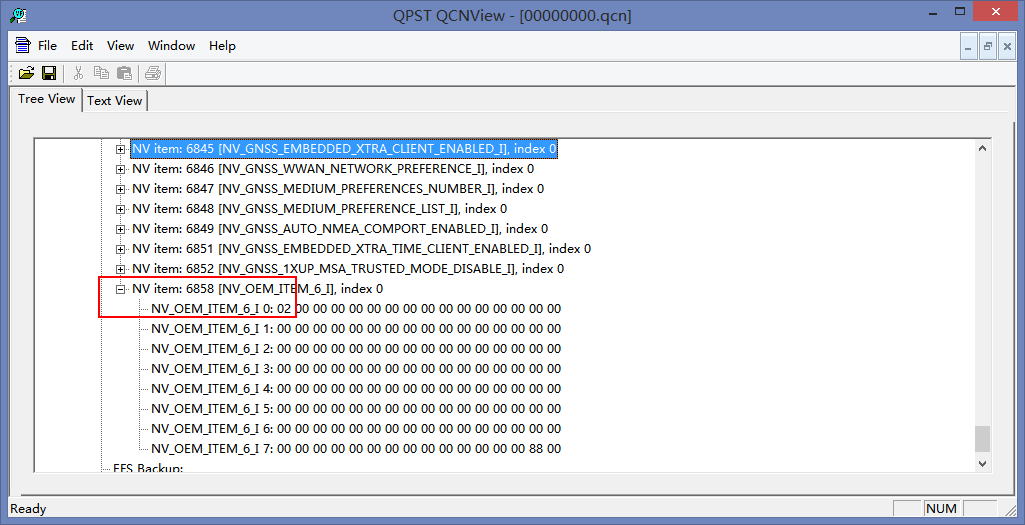 QPST QCNView - [00000000.qcn]
File Edit View Window Help
Tree View Text View
NV item: 6845 [NV_GNSS_EMBEDDED_XTRA_CLIENT_ENABLED_I], index 0
NV item: 6846 [NV_GNSS_WWAN_NETWORK_PREFERENCE_I], index 0
NV item: 6847 [NV_GNSS_MEDIUM_PREFERENCES_NUMBER_I], index 0
NV item: 6848 [NV_GNSS_MEDIUM_PREFERENCE_LIST_I], index 0
NV item: 6849 [NV_GNSS_AUTO_NMEA_COMPORT_ENABLED_I], index 0
NV item: 6851 [NV_GNSS_EMBEDDED_XTRA_TIME_CLIENT_ENABLED_I], index 0
NV item: 6852 [NV_GNSS_1XUP_MSA_TRUSTED_MODE_DISABLE_I], index 0
NV item: 6858 [NV_OEM_ITEM_6_I], index 0
NV_OEM_ITEM_6_I 0: 02 00 00 00 00 00 00 00 00 00 00 00 00 00 00 00
NV_OEM_ITEM_6_I 1: 00 00 00 00 00 00 00 00 00 00 00 00 00 00 00 00
NV_OEM_ITEM_6_I 2: 00 00 00 00 00 00 00 00 00 00 00 00 00 00 00 00
NV_OEM_ITEM_6_I 3: 00 00 00 00 00 00 00 00 00 00 00 00 00 00 00 00
NV_OEM_ITEM_6_I 4: 00 00 00 00 00 00 00 00 00 00 00 00 00 00 00 00
NV_OEM_ITEM_6_I 5: 00 00 00 00 00 00 00 00 00 00 00 00 00 00 00 00
NV_OEM_ITEM_6_I 6: 00 00 00 00 00 00 00 00 00 00 00 00 00 00 00 00
NV_OEM_ITEM_6_I 7: 00 00 00 00 00 00 00 00 00 00 00 00 00 00 88 00
EFS Backup:
Ready NUM